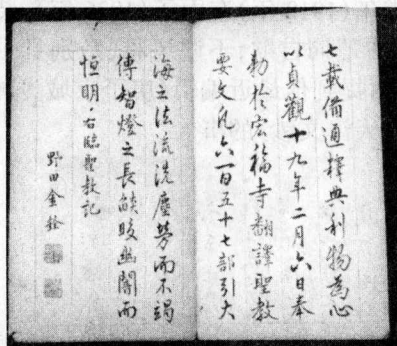 七載備通釋典利物爲心
以貞觀十九年二月六日奉
勅於宏福寺翻譯聖教
要文凡六百五十七部引大
海之法流洗塵勞而不竭
傳智燈之長皎幽闇而
恒明右臨聖教記
野田金銓